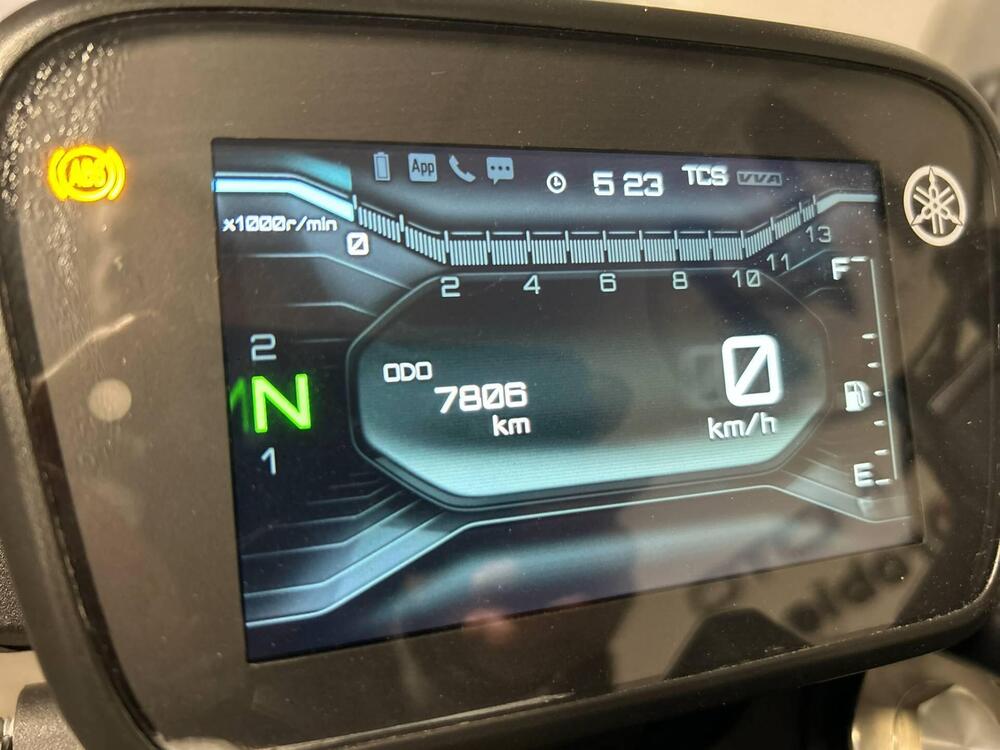 ABS
App
5 23
TCS
VVA
x1000r/min
0
2
4
6
8
10
11
13
F
2
N
1
ODO
7806
km
0
km/h
E